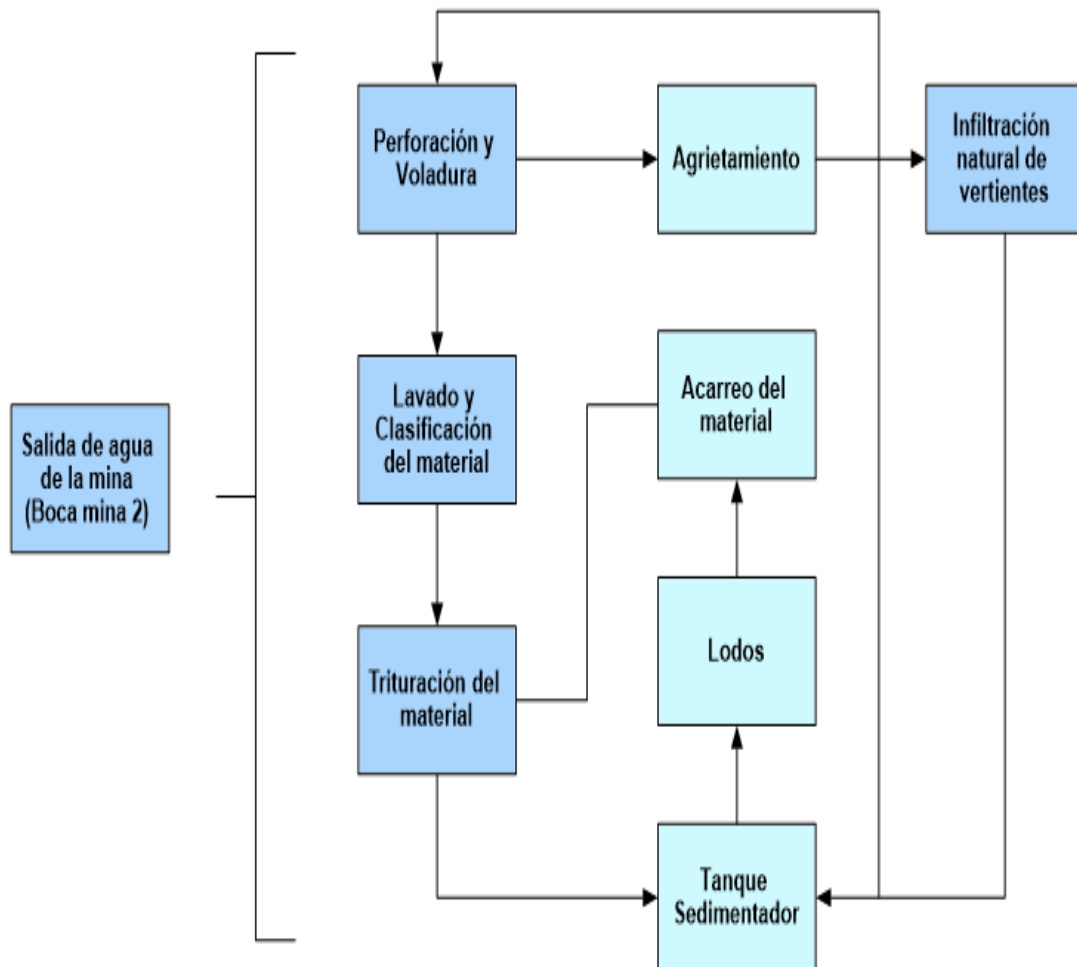 Perforación y
Voladura
Agrietamiento
Infiltración
natural de
vertientes
Salida de agua
de la mina
(Boca mina 2)
Lavado y
Clasificación
del material
Acarreo del
material
Trituración del
material
Lodos
Tanque
Sedimentador